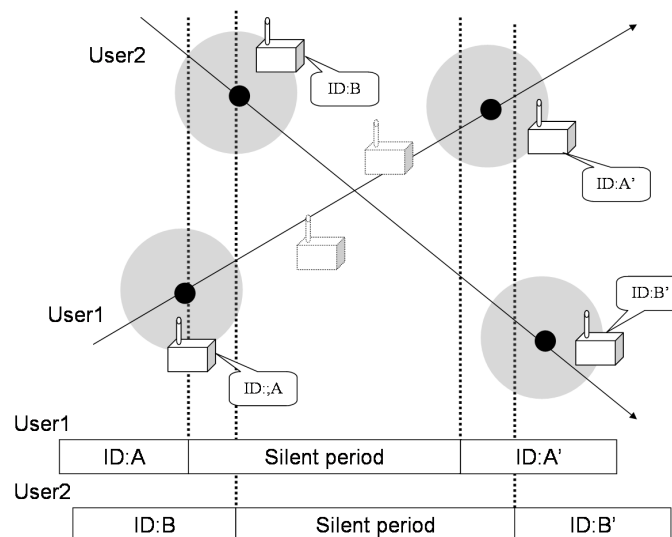 User2
ID:B
ID:A’
ID:B’
User1
ID:;A
User1
ID:A Silent period ID:A’
User2
ID:B Silent period ID:B’